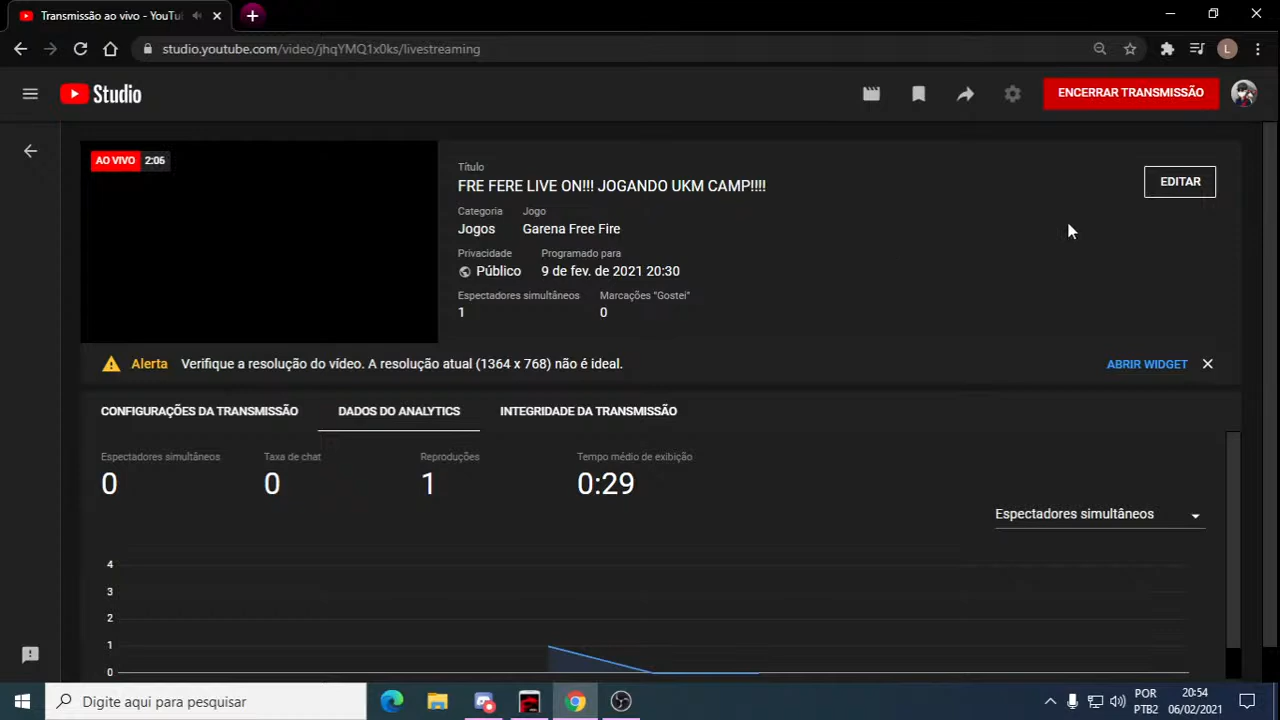 Transmissão ao vivo - YouTu
studio.youtube.com/video/jhqYMQ1x0ks/livestreaming
L
Studio
ENCERRAR TRANSMISSÃO
AO VIVO 2:06
Título
FRE FERE LIVE ON!!! JOGANDO UKM CAMP!!!!
EDITAR
Categoria Jogo
Jogos Garena Free Fire
Privacidade Programado para
Público 9 de fev. de 2021 20:30
Espectadores simultâneos Marcações "Gostei"
1 0
Alerta Verifique a resolução do vídeo. A resolução atual (1364 x 768) não é ideal. ABRIR WIDGET
CONFIGURAÇÕES DA TRANSMISSÃO DADOS DO ANALYTICS INTEGRIDADE DA TRANSMISSÃO
Espectadores simultâneos Taxa de chat Reproduções Tempo médio de exibição
0 0 1 0:29
Espectadores simultâneos
4
3
2
1
0
Digite aqui para pesquisar
POR 20:54
PTB2 06/02/2021